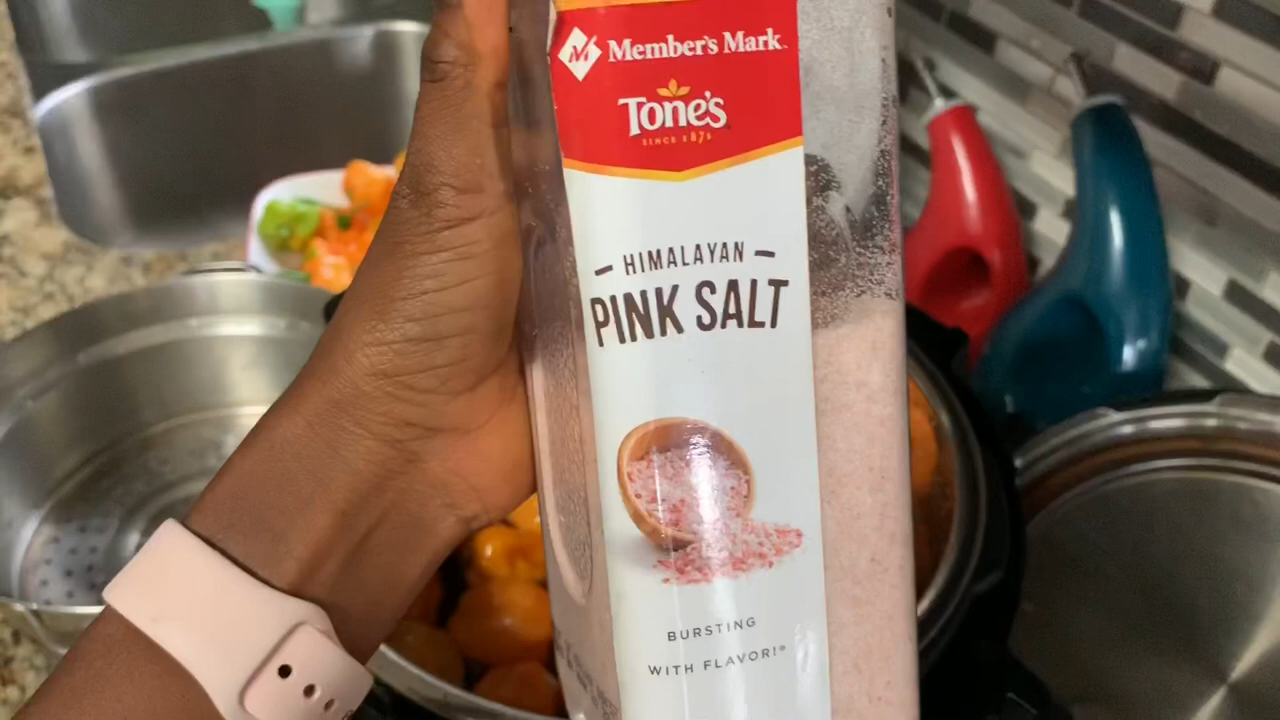 Member's Mark
TONE'S
SINCE 1873
HIMALAYAN
PINK SALT
BURSTING
WITH FLAVOR!®